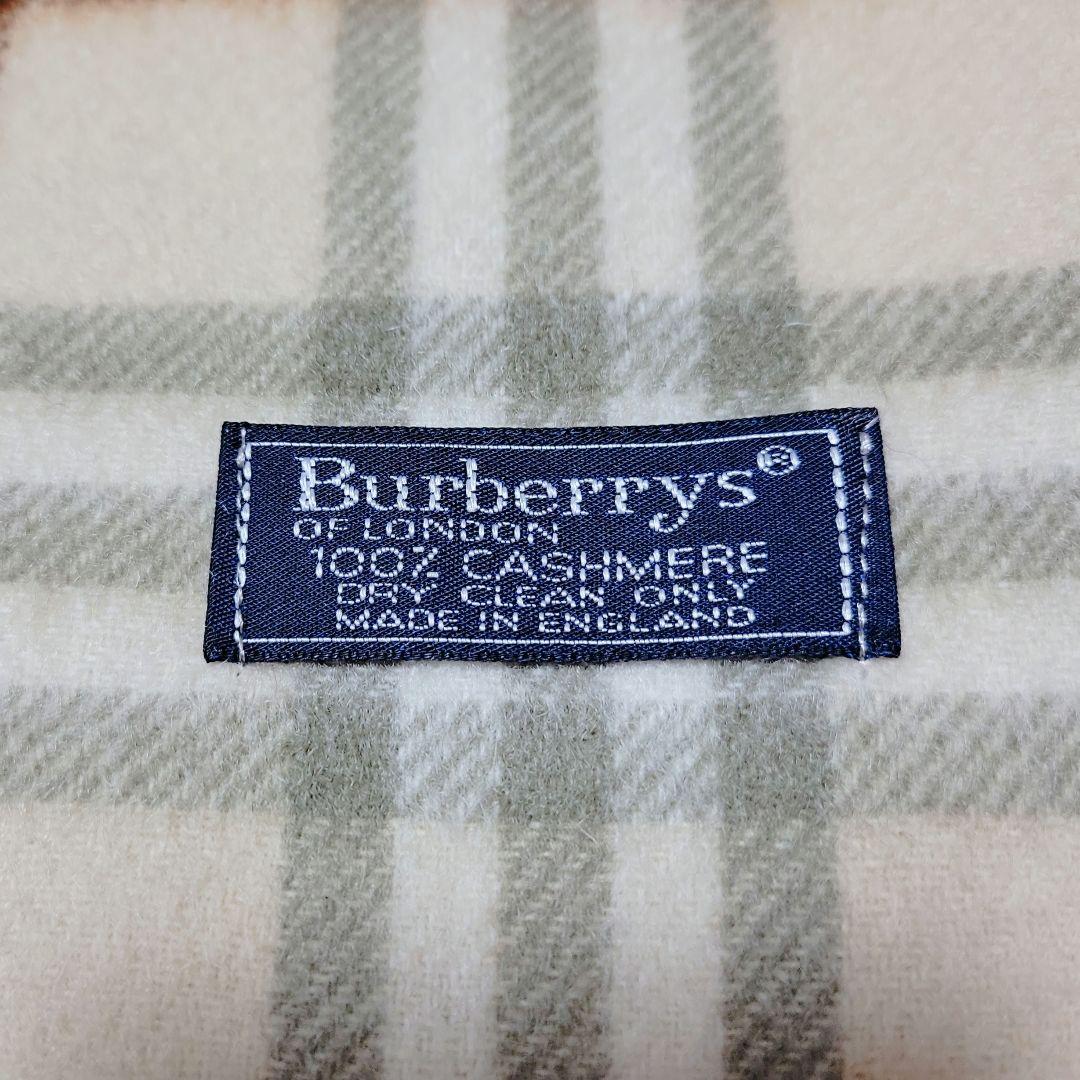 Burberrys®
OF LONDON
100% CASHMERE
DRY CLEAN ONLY
MADE IN ENGLAND